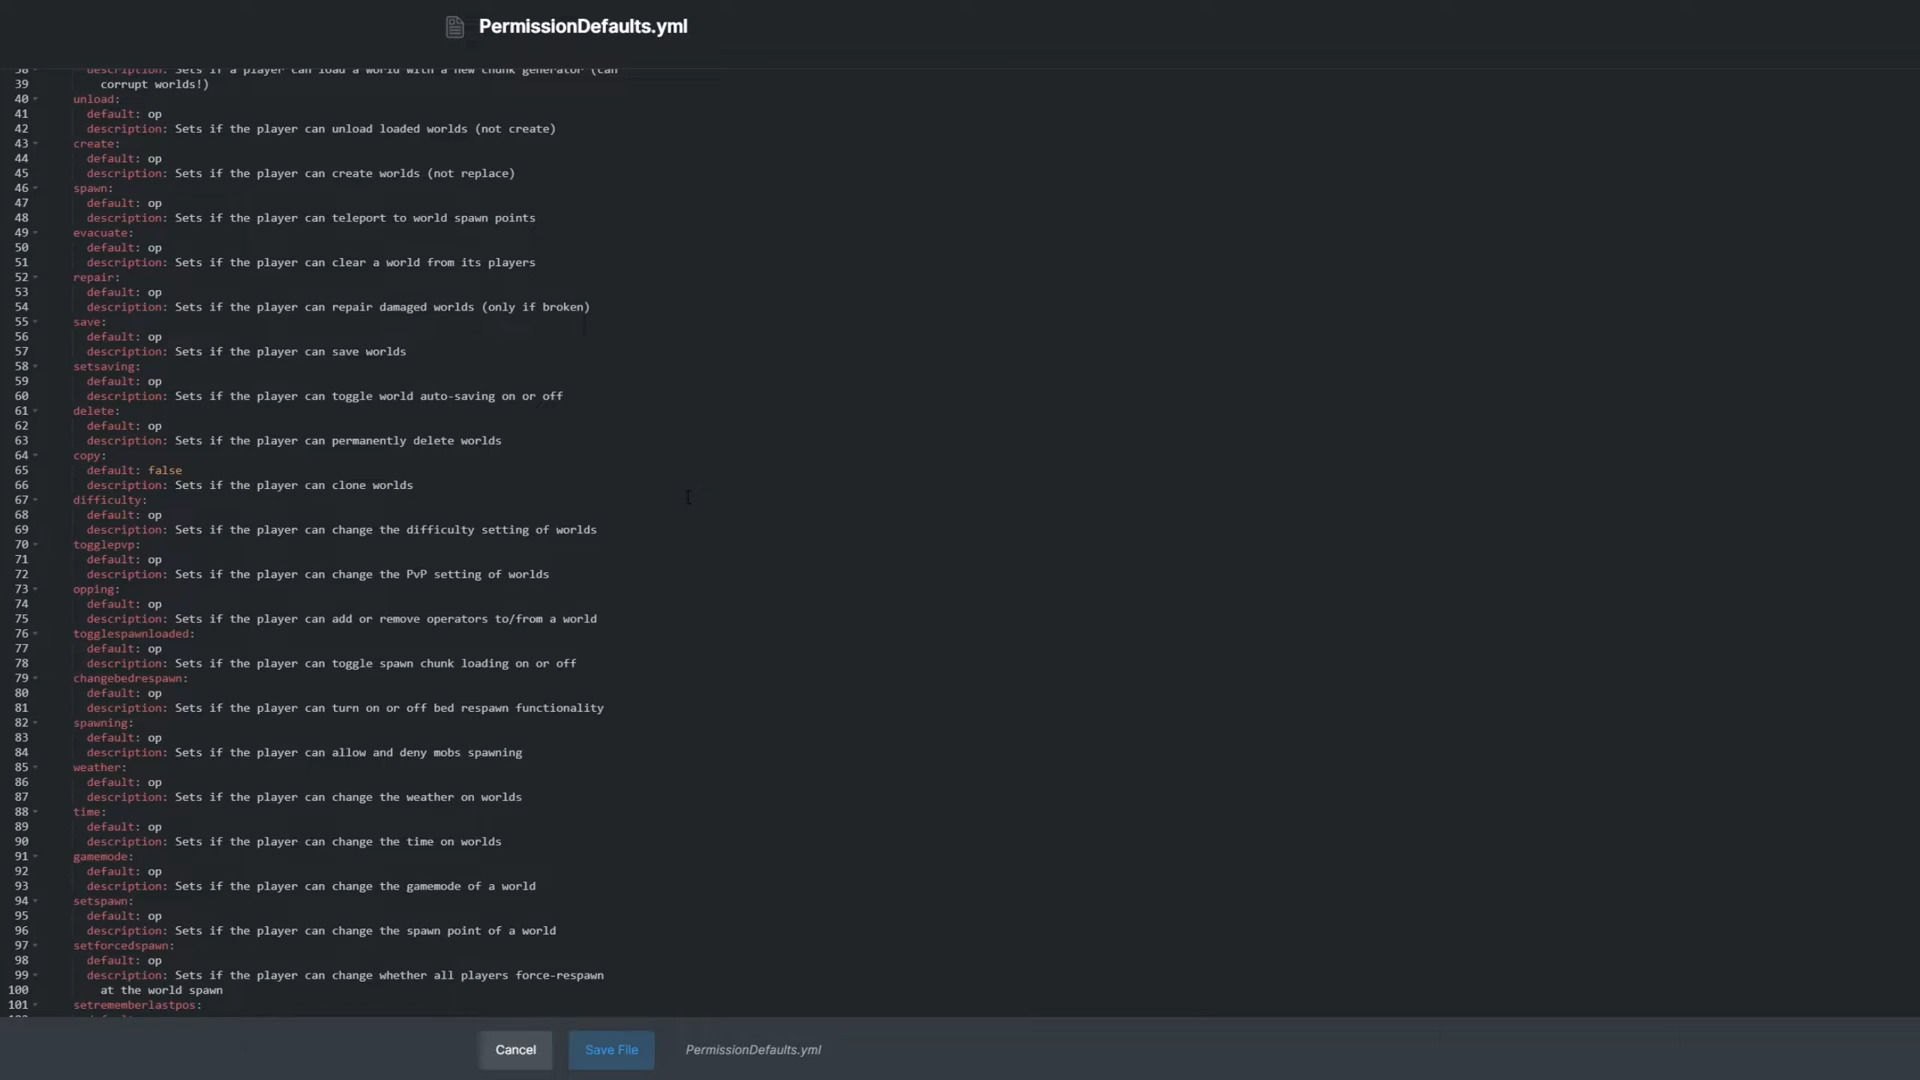 PermissionDefaults.yml
38 description: Sets if a player can load a world with a new chunk generator (can
39 corrupt worlds!)
40 unload:
41 default: op
42 description: Sets if the player can unload loaded worlds (not create)
43 create:
44 default: op
45 description: Sets if the player can create worlds (not replace)
46 spawn:
47 default: op
48 description: Sets if the player can teleport to world spawn points
49 evacuate:
50 default: op
51 description: Sets if the player can clear a world from its players
52 repair:
53 default: op
54 description: Sets if the player can repair damaged worlds (only if broken)
55 save:
56 default: op
57 description: Sets if the player can save worlds
58 setsaving:
59 default: op
60 description: Sets if the player can toggle world auto-saving on or off
61 delete:
62 default: op
63 description: Sets if the player can permanently delete worlds
64 copy:
65 default: false
66 description: Sets if the player can clone worlds
67 difficulty:
68 default: op
69 description: Sets if the player can change the difficulty setting of worlds
70 togglepvp:
71 default: op
72 description: Sets if the player can change the PvP setting of worlds
73 opping:
74 default: op
75 description: Sets if the player can add or remove operators to/from a world
76 togglespawnloaded:
77 default: op
78 description: Sets if the player can toggle spawn chunk loading on or off
79 changebedrespawn:
80 default: op
81 description: Sets if the player can turn on or off bed respawn functionality
82 spawning:
83 default: op
84 description: Sets if the player can allow and deny mobs spawning
85 weather:
86 default: op
87 description: Sets if the player can change the weather on worlds
88 time:
89 default: op
90 description: Sets if the player can change the time on worlds
91 gamemode:
92 default: op
93 description: Sets if the player can change the gamemode of a world
94 setspawn:
95 default: op
96 description: Sets if the player can change the spawn point of a world
97 setforcedspawn:
98 default: op
99 description: Sets if the player can change whether all players force-respawn
100 at the world spawn
101 setrememberlastpos:
Cancel Save File PermissionDefaults.yml